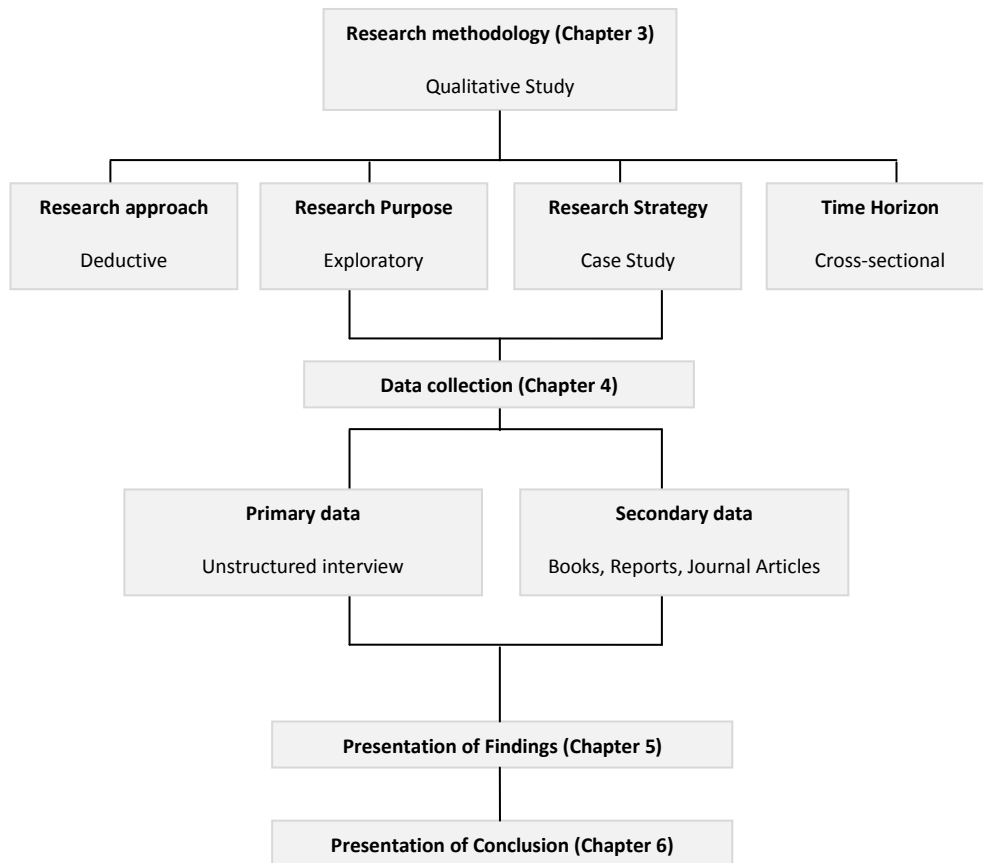 Research methodology (Chapter 3)
Qualitative Study
Research approach
Deductive
Research Purpose
Exploratory
Research Strategy
Case Study
Time Horizon
Cross-sectional
Data collection (Chapter 4)
Primary data
Unstructured interview
Secondary data
Books, Reports, Journal Articles
Presentation of Findings (Chapter 5)
Presentation of Conclusion (Chapter 6)